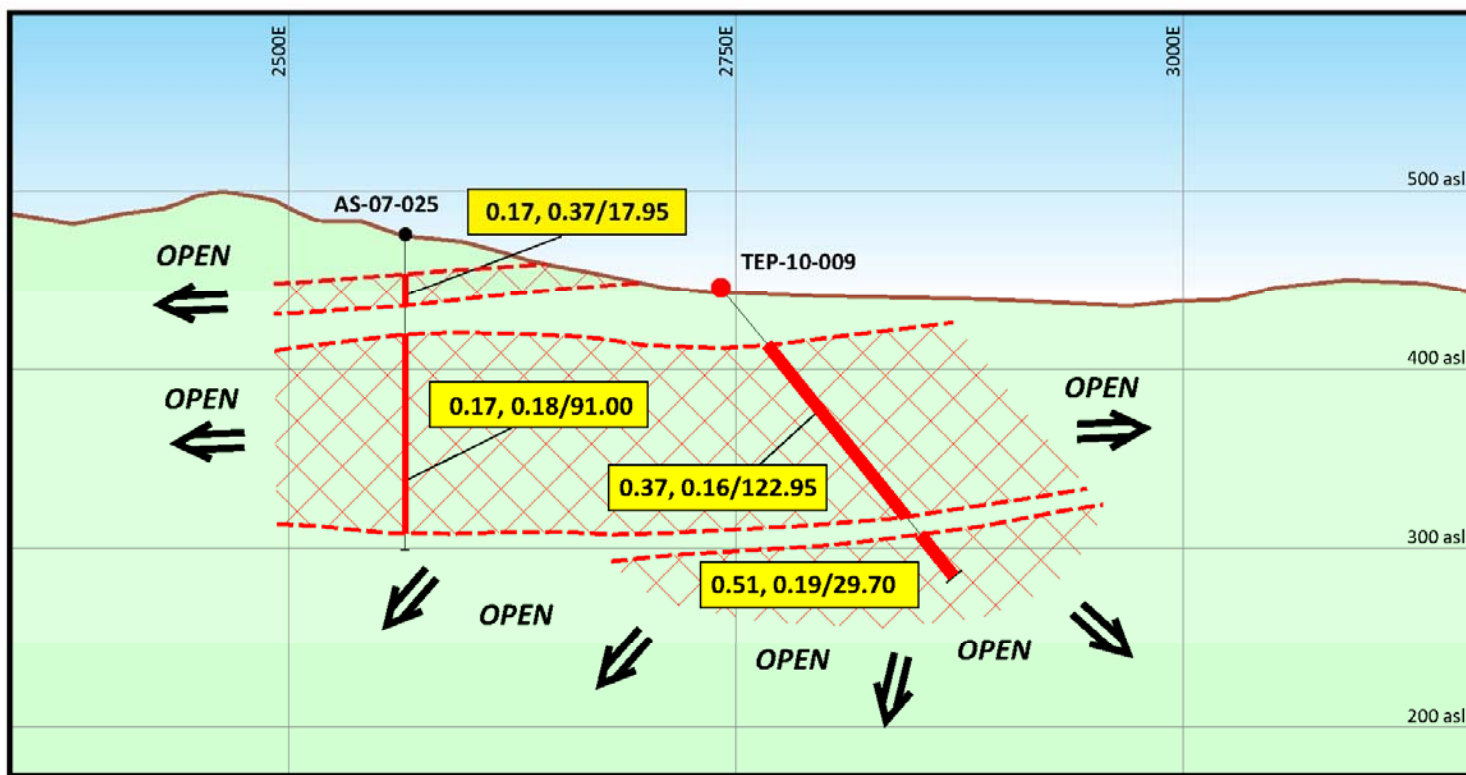 2500E
2750E
3000E
500 asl
AS-07-025
0.17, 0.37/17.95
OPEN
TEP-10-009
400 asl
OPEN
OPEN
0.17, 0.18/91.00
0.37, 0.16/122.95
300 asl
0.51, 0.19/29.70
OPEN
OPEN
OPEN
200 asl